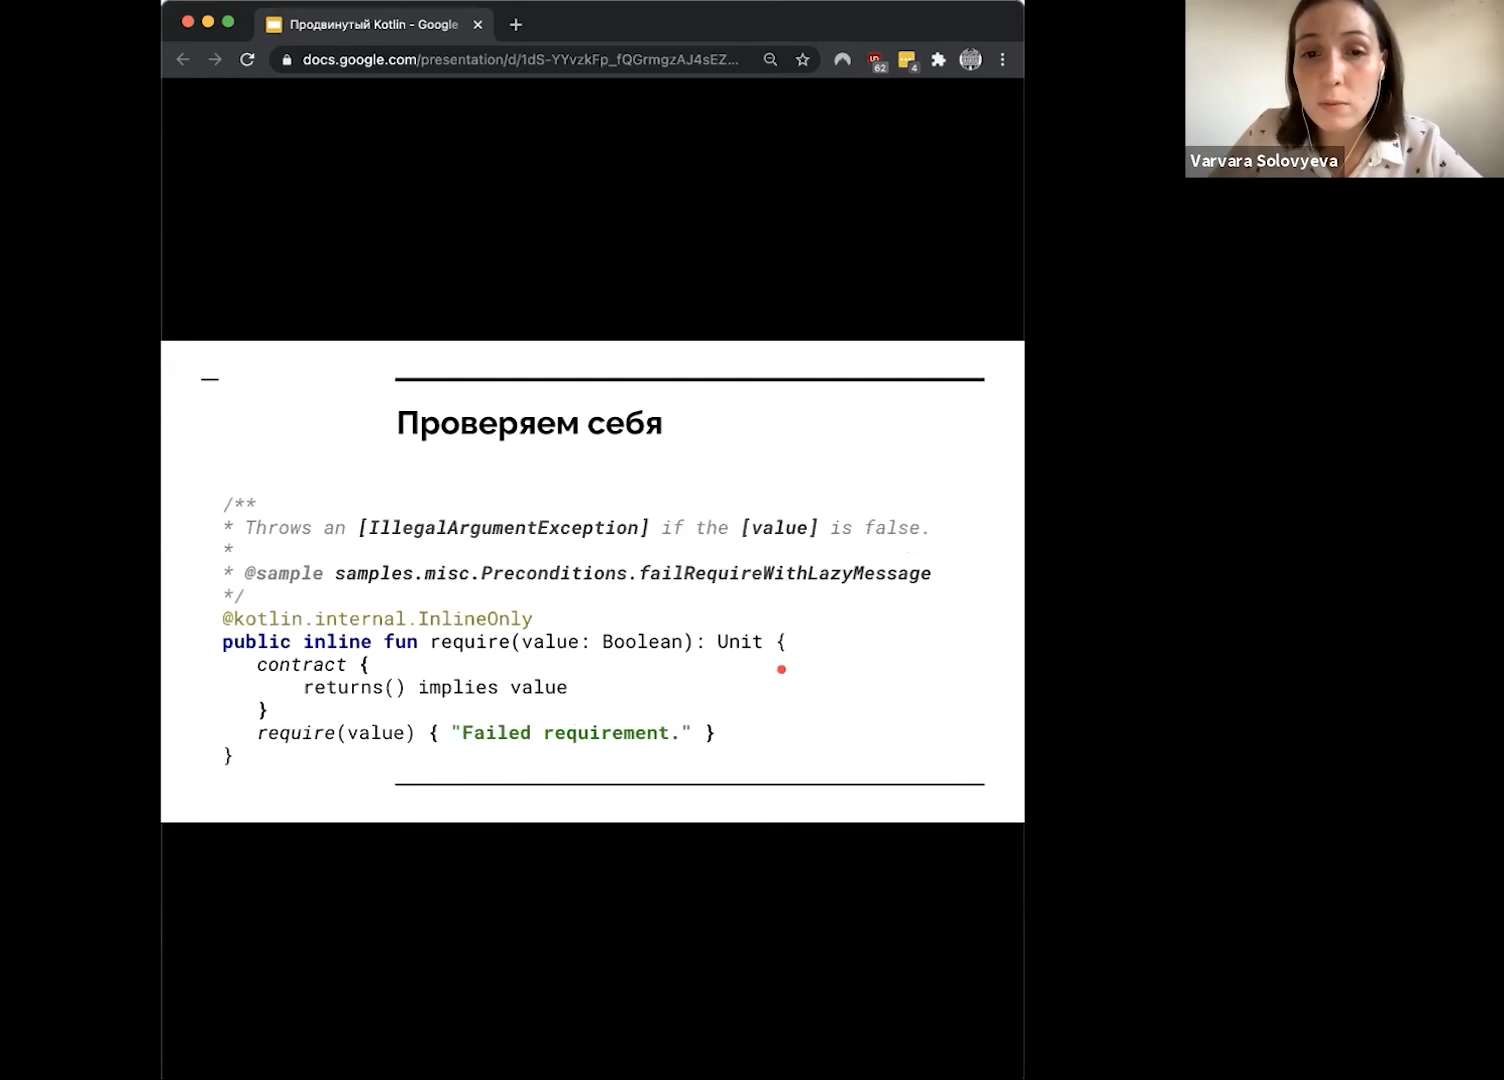 Продвинутый Kotlin - Google
docs.google.com/presentation/d/1dS-YYvzkFp_fQGrmgzAJ4sEZ...
62
4
Varvara Solovyeva
Проверяем себя
/**
* Throws an [IllegalArgumentException] if the [value] is false.
*
* @sample samples.misc.Preconditions.failRequireWithLazyMessage
*/
@kotlin.internal.InlineOnly
public inline fun require(value: Boolean): Unit {
contract {
returns() implies value
}
require(value) { "Failed requirement." }
}